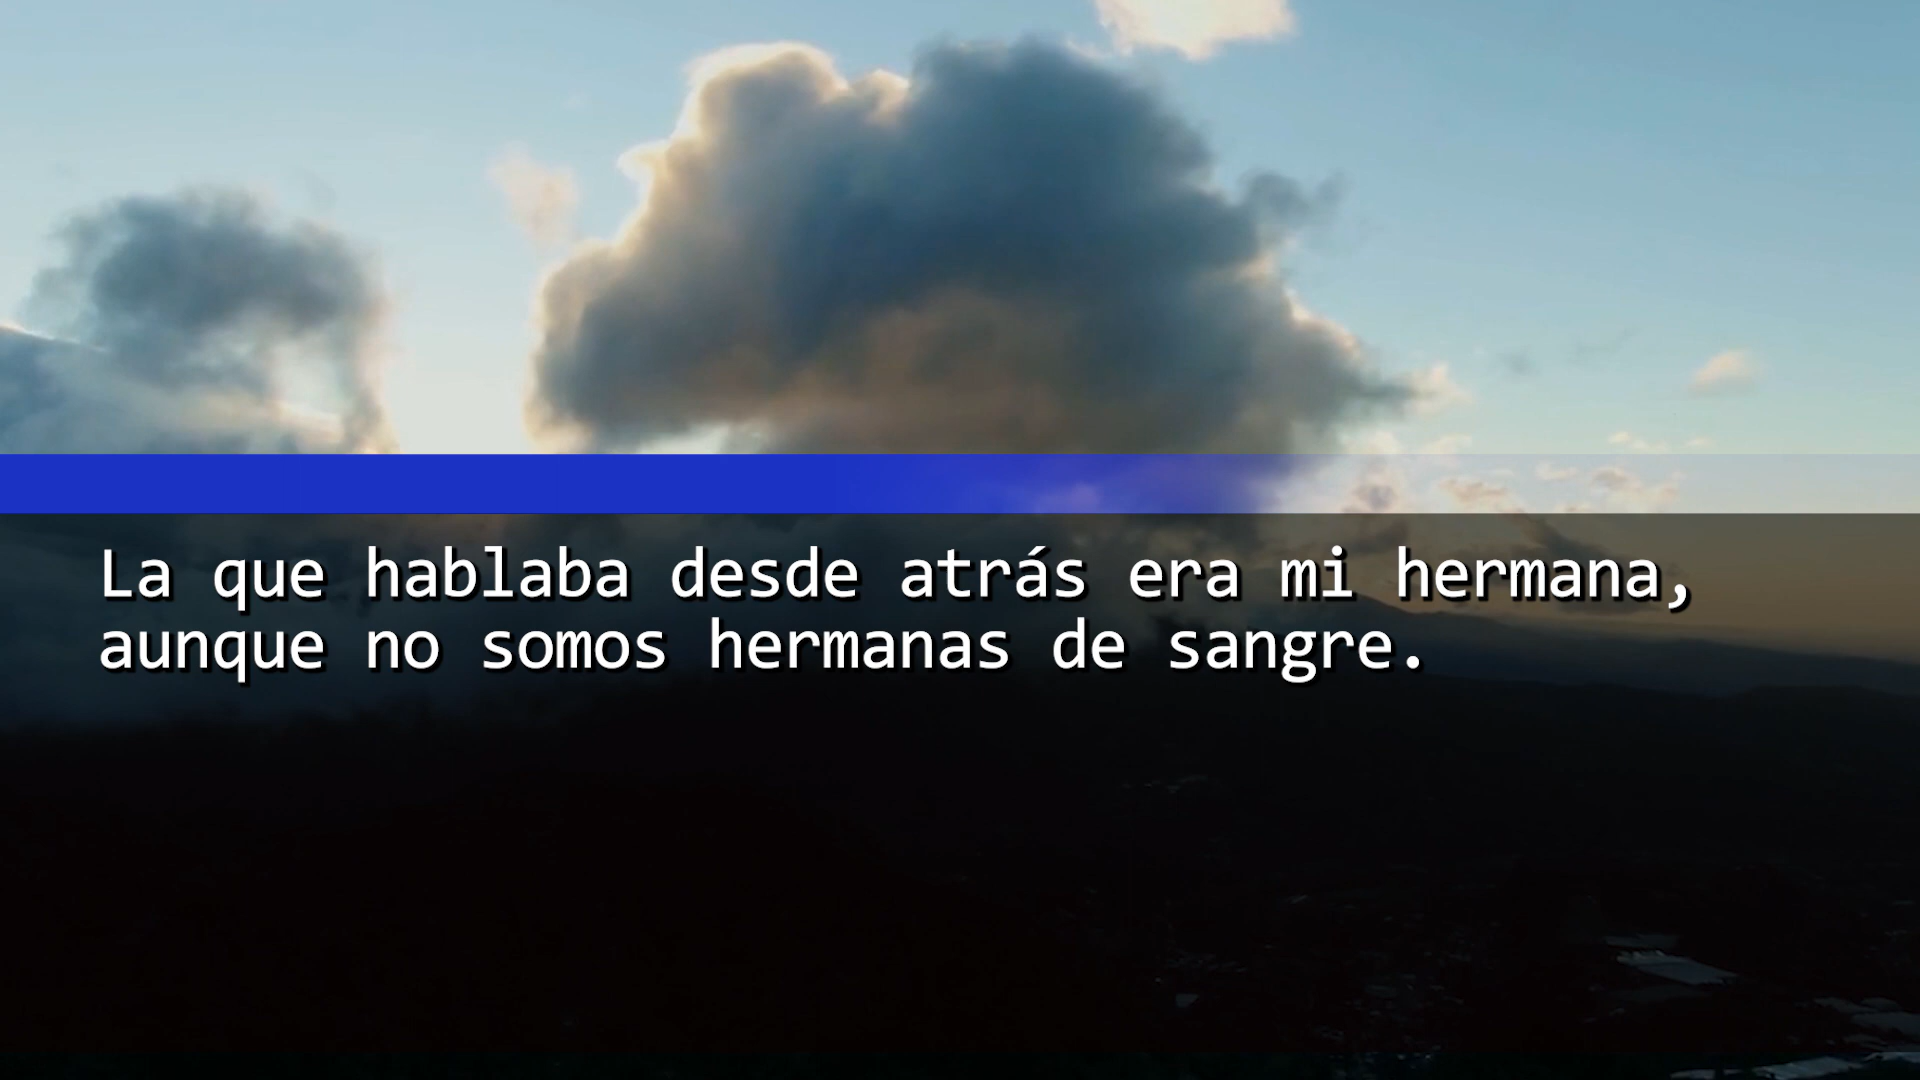 La que hablaba desde atrás era mi hermana,
aunque no somos hermanas de sangre.